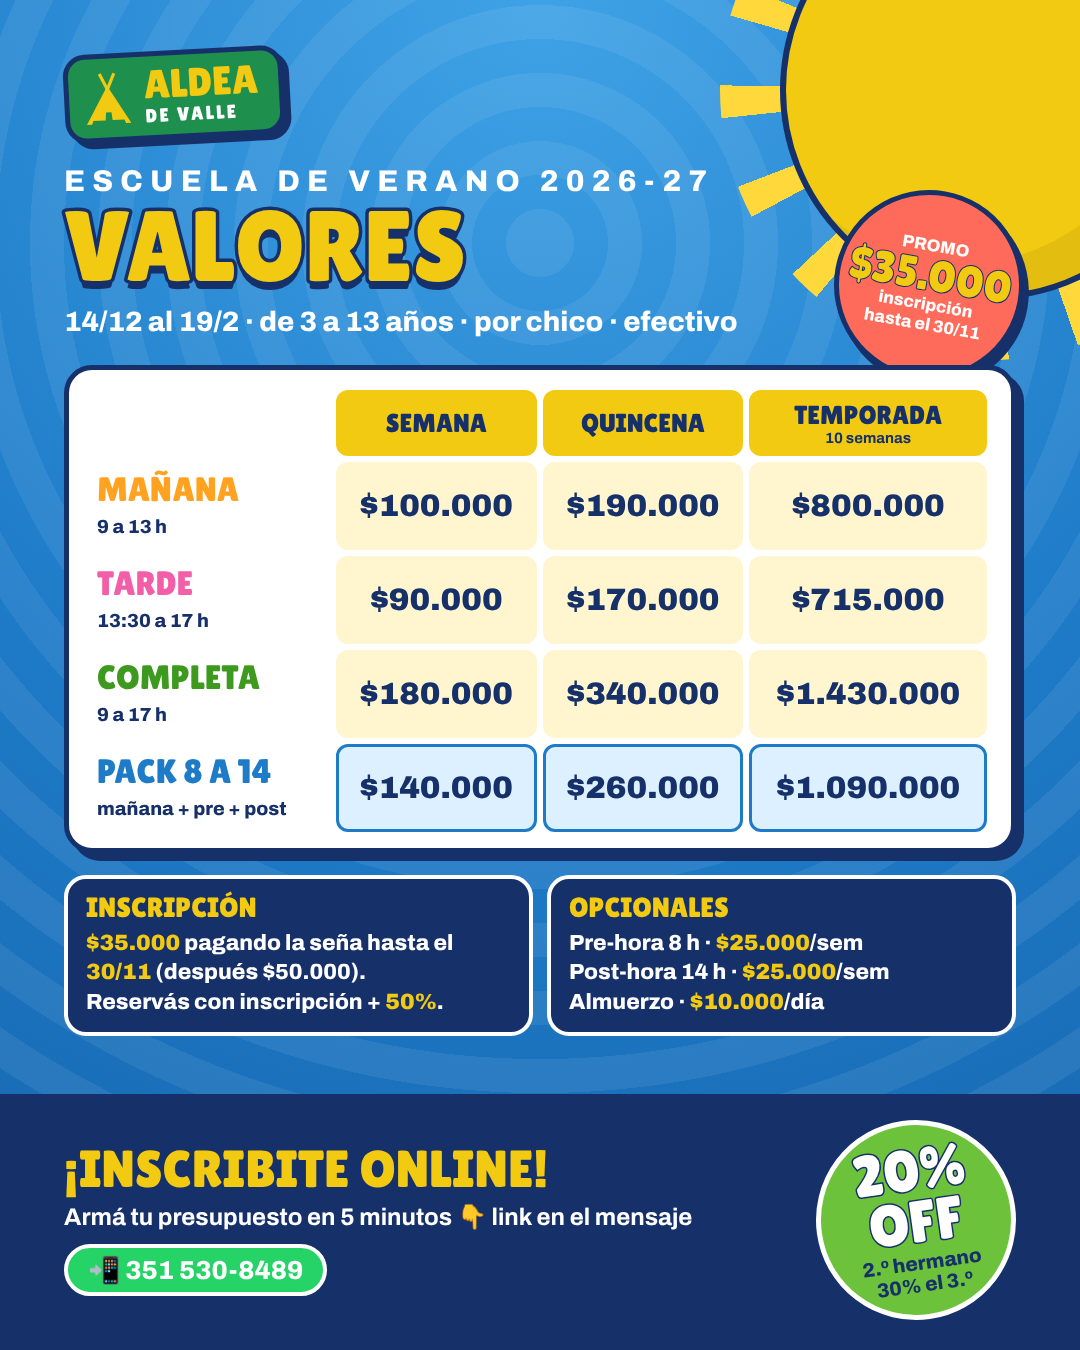 ALDEA
DE VALLE
ESCUELA DE VERANO 2026-27
VALORES
14/12 al 19/2 · de 3 a 13 años · por chico · efectivo
PROMO
$35.000
inscripción
hasta el 30/11
SEMANA QUINCENA TEMPORADA
10 semanas
MAÑANA
9 a 13 h
$100.000 $190.000 $800.000
TARDE
13:30 a 17 h
$90.000 $170.000 $715.000
COMPLETA
9 a 17 h
$180.000 $340.000 $1.430.000
PACK 8 A 14
mañana + pre + post
$140.000 $260.000 $1.090.000
INSCRIPCIÓN
$35.000 pagando la seña hasta el
30/11 (después $50.000).
Reservás con inscripción + 50%.
OPCIONALES
Pre-hora 8 h · $25.000/sem
Post-hora 14 h · $25.000/sem
Almuerzo · $10.000/día
¡INSCRIBITE ONLINE!
Armá tu presupuesto en 5 minutos 👇 link en el mensaje
📲 351 530-8489
20%
OFF
2.º hermano
30% el 3.º